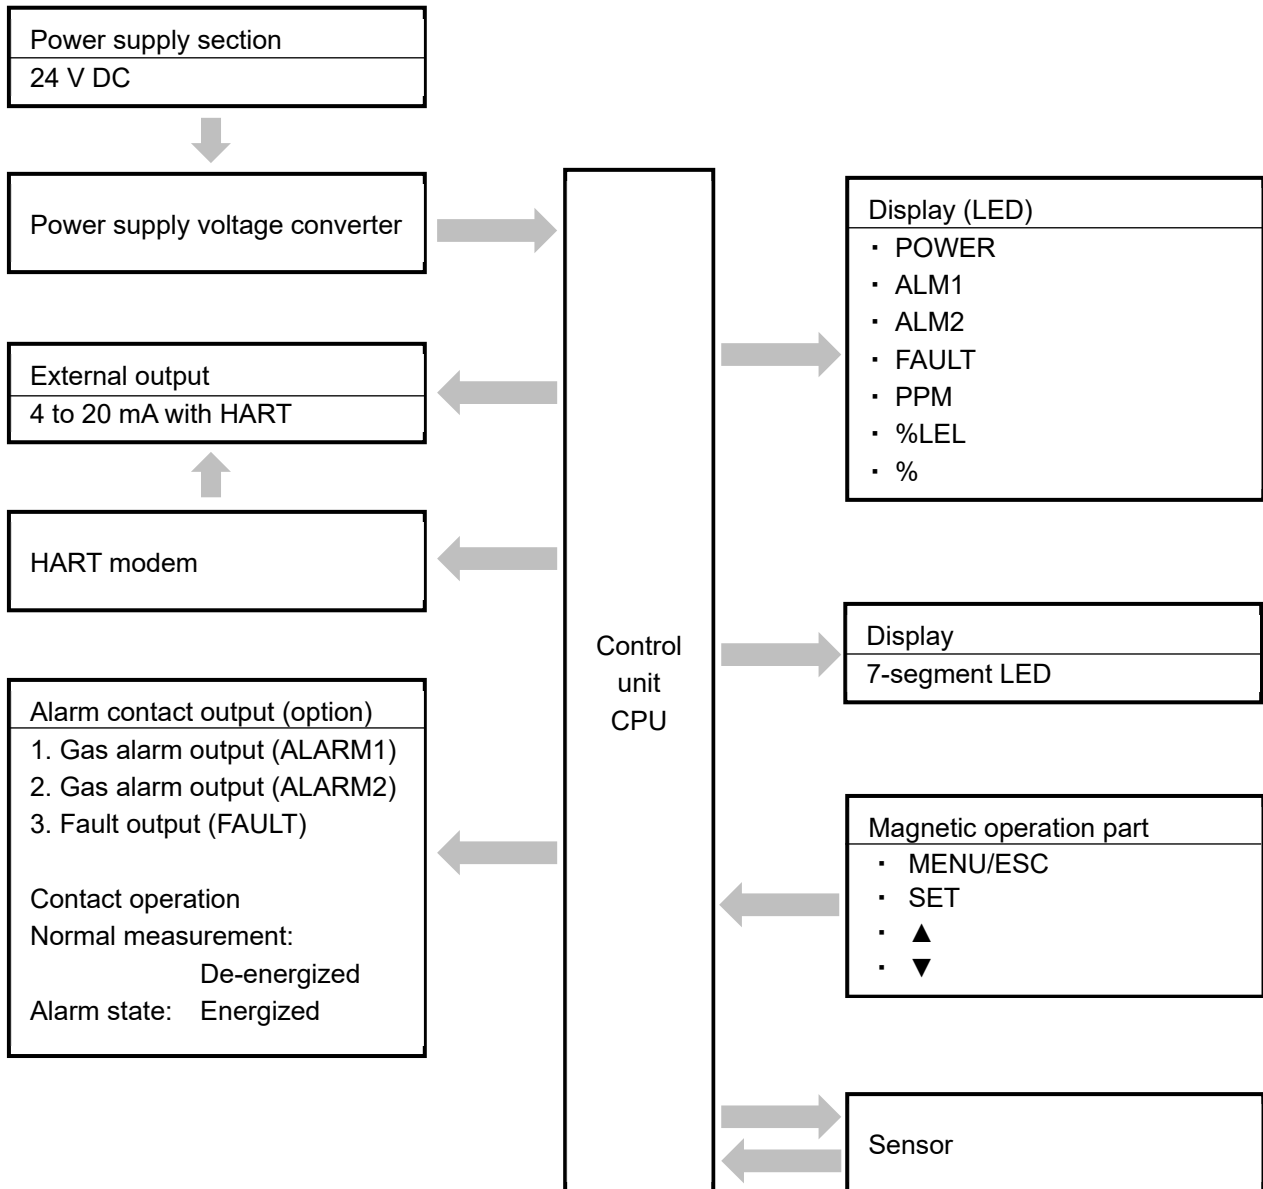 Power supply section
24 V DC
Power supply voltage converter
External output
4 to 20 mA with HART
HART modem
Alarm contact output (option)
1. Gas alarm output (ALARM1)
2. Gas alarm output (ALARM2)
3. Fault output (FAULT)
Contact operation
Normal measurement:
De-energized
Alarm state: Energized
Control
unit
CPU
Display (LED)
・ POWER
・ ALM1
・ ALM2
・ FAULT
・ PPM
・ %LEL
・ %
Display
7-segment LED
Magnetic operation part
・ MENU/ESC
・ SET
・ ▲
・ ▼
Sensor